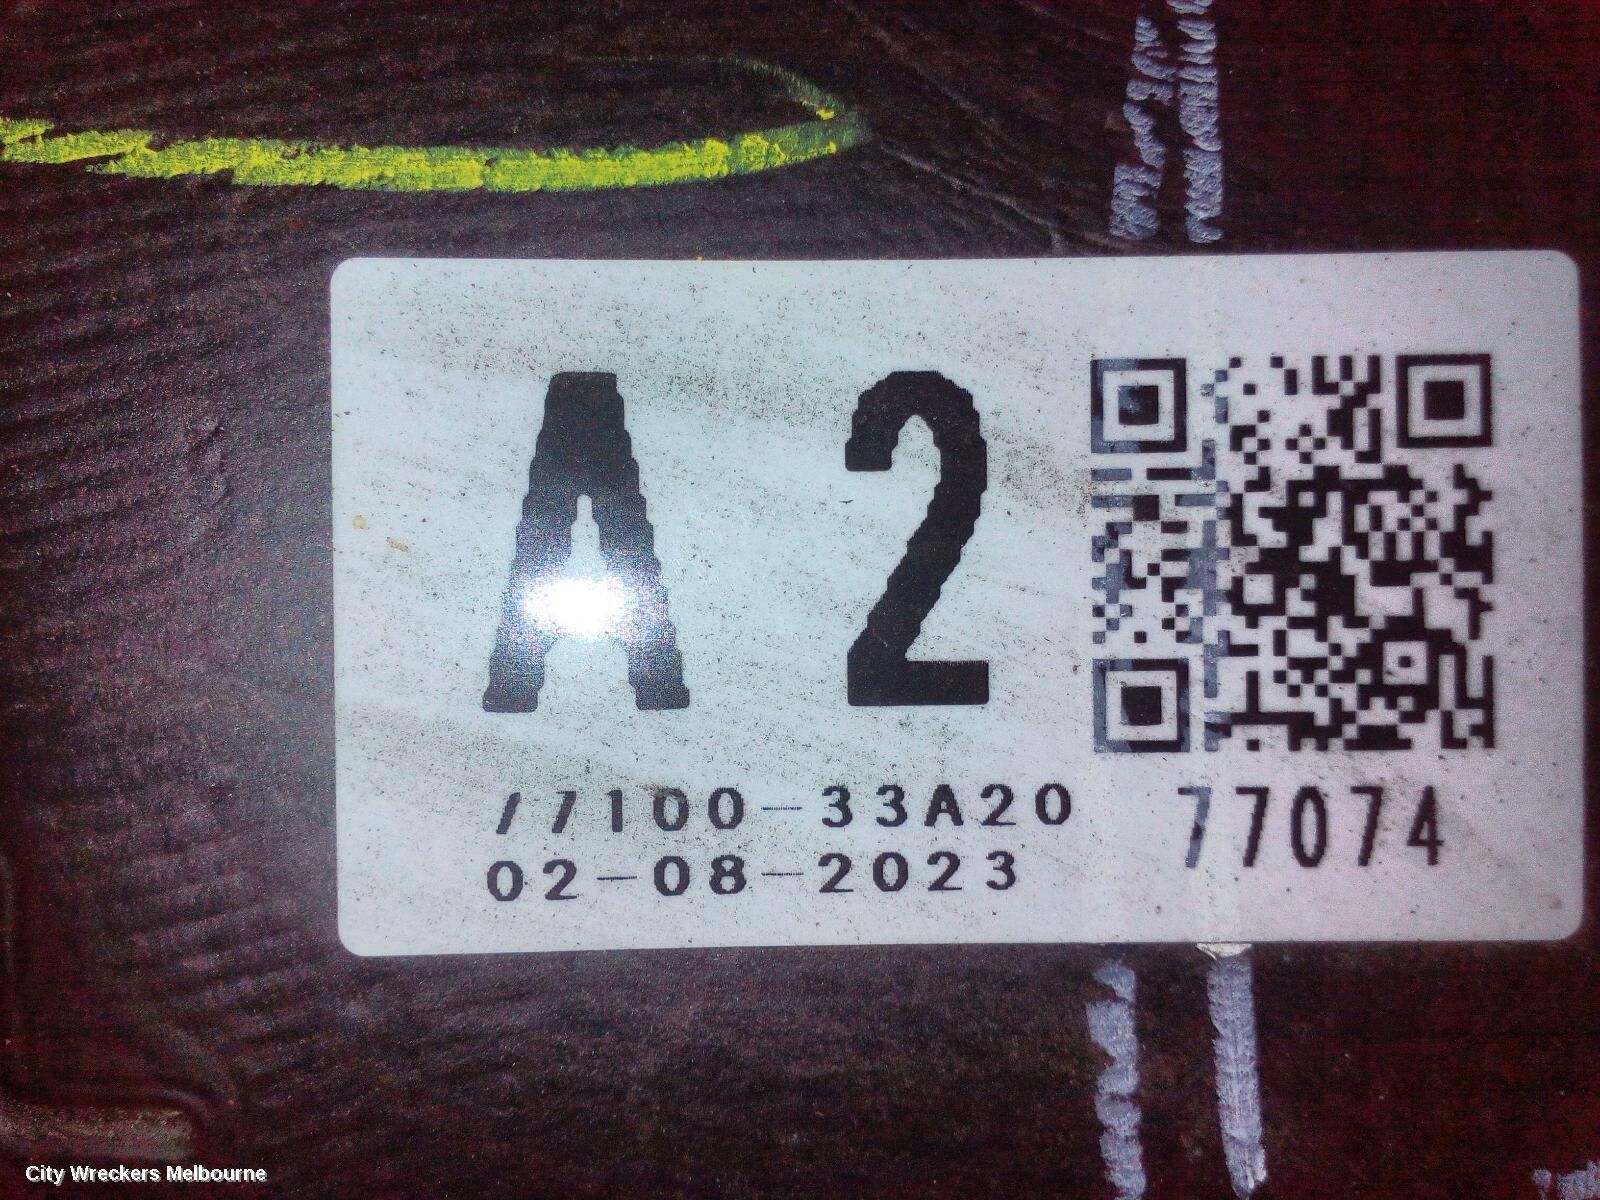 A 2
77100-33A20
02-08-2023
77074
City Wreckers Melbourne